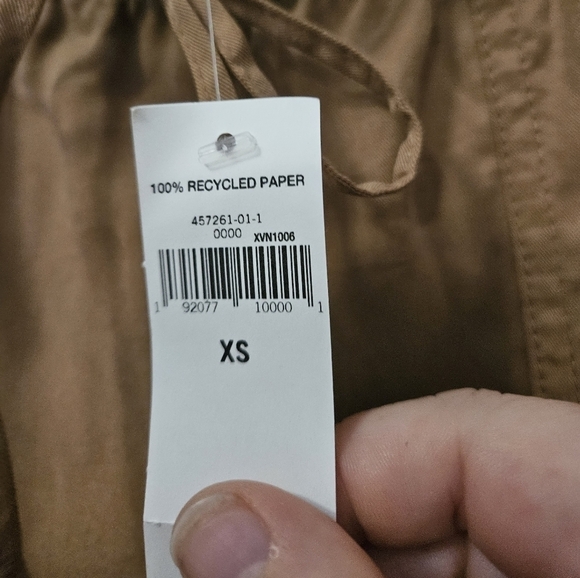 100% RECYCLED PAPER
457261-01-1
0000 XVN1006
1 92077 10000 1
XS